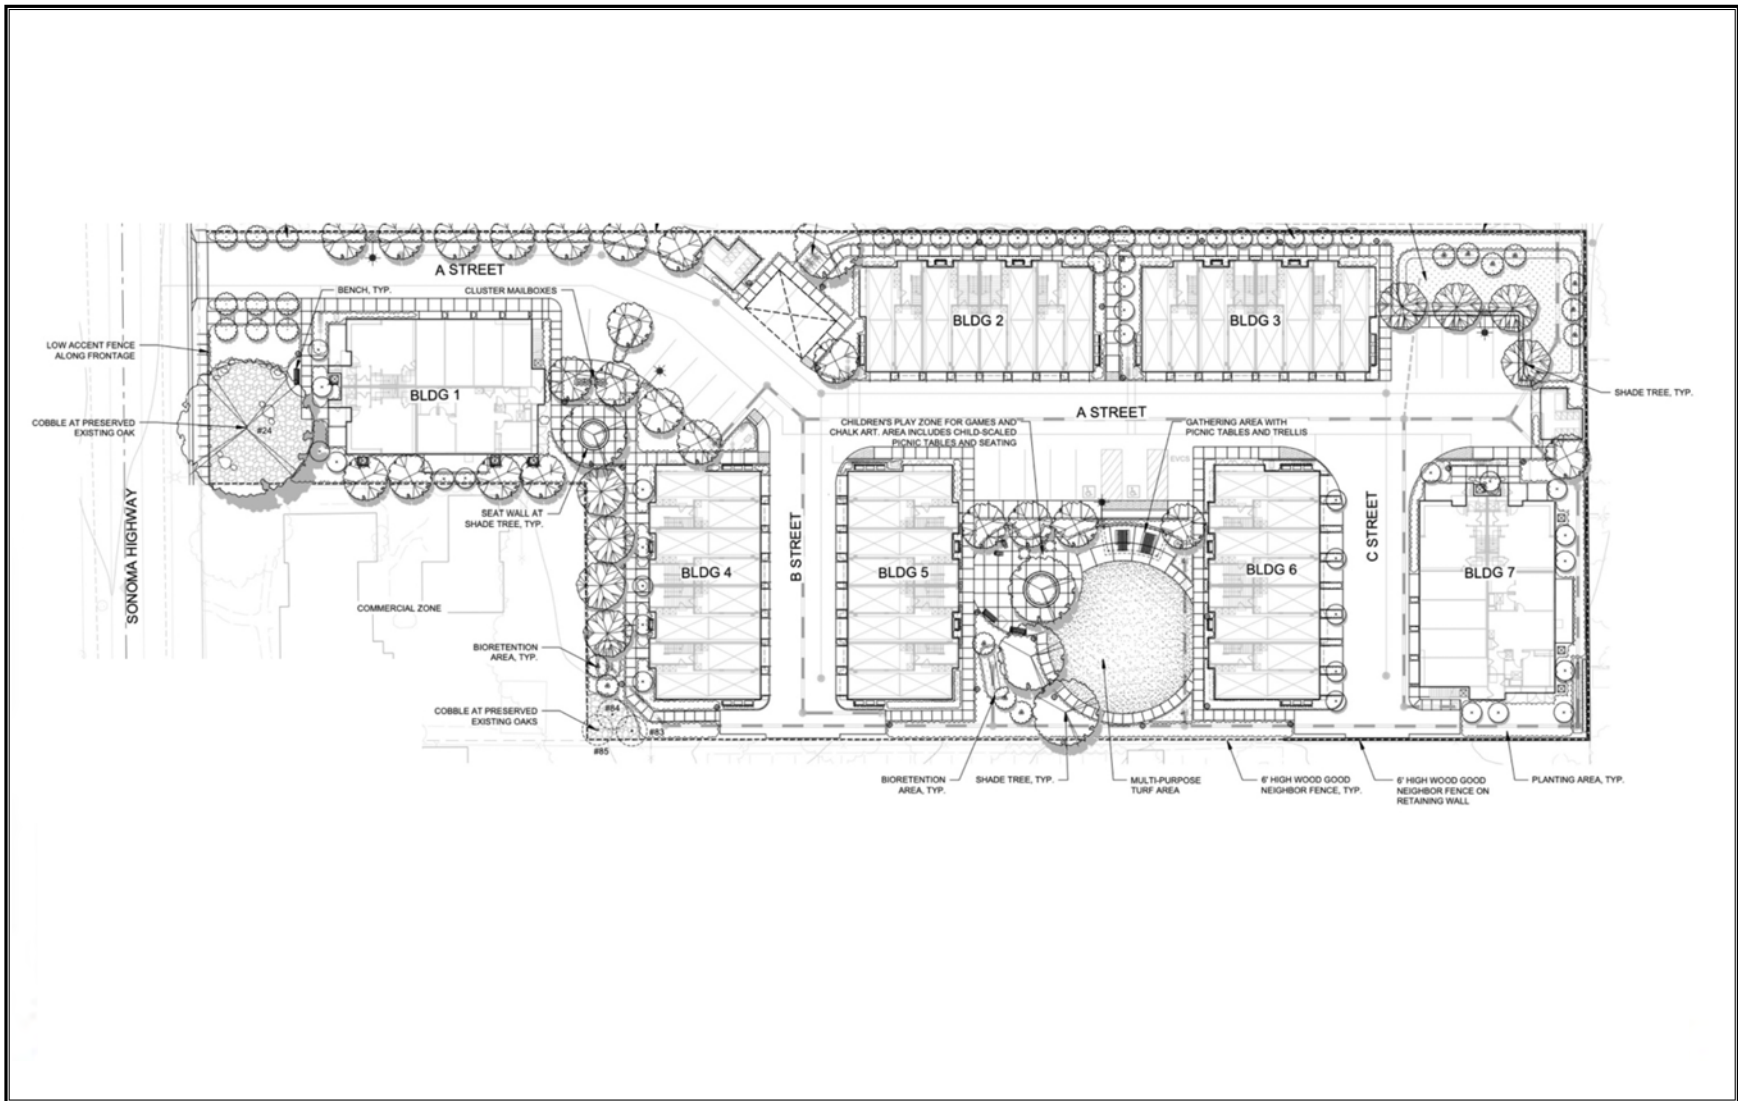 A STREET
BENCH, TYP.
CLUSTER MAILBOXES
LOW ACCENT FENCE
ALONG FRONTAGE
BLDG 1
BLDG 2
BLDG 3
SHADE TREE, TYP.
COBBLE AT PRESERVED
EXISTING OAK
#24
A STREET
CHILDREN'S PLAY ZONE FOR GAMES AND
CHALK ART. AREA INCLUDES CHILD-SCALED
PICNIC TABLES AND SEATING
GATHERING AREA WITH
PICNIC TABLES AND TRELLIS
EVCS
SEAT WALL AT
SHADE TREE, TYP.
SONOMA HIGHWAY
COMMERCIAL ZONE
BLDG 4
B STREET
BLDG 5
BLDG 6
C STREET
BLDG 7
BIORETENTION
AREA, TYP.
COBBLE AT PRESERVED
EXISTING OAKS
#84
#83
#85
BIORETENTION
AREA, TYP.
SHADE TREE, TYP.
MULTI-PURPOSE
TURF AREA
6' HIGH WOOD GOOD
NEIGHBOR FENCE, TYP.
6' HIGH WOOD GOOD
NEIGHBOR FENCE ON
RETAINING WALL
PLANTING AREA, TYP.